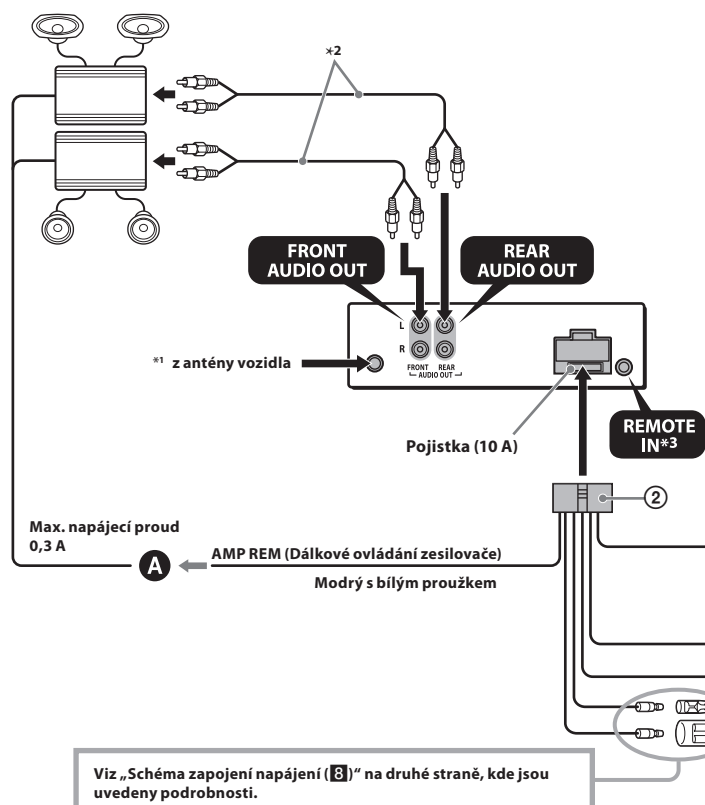 *2
FRONT
AUDIO OUT
REAR
AUDIO OUT
L
R
FRONT REAR
AUDIO OUT
*1 z antény vozidla
REMOTE
IN*3
Pojistka (10 A)
2
Max. napájecí proud
0,3 A
A
AMP REM (Dálkové ovládání zesilovače)
Modrý s bílým proužkem
Viz „Schéma zapojení napájení (8)“ na druhé straně, kde jsou
uvedeny podrobnosti.